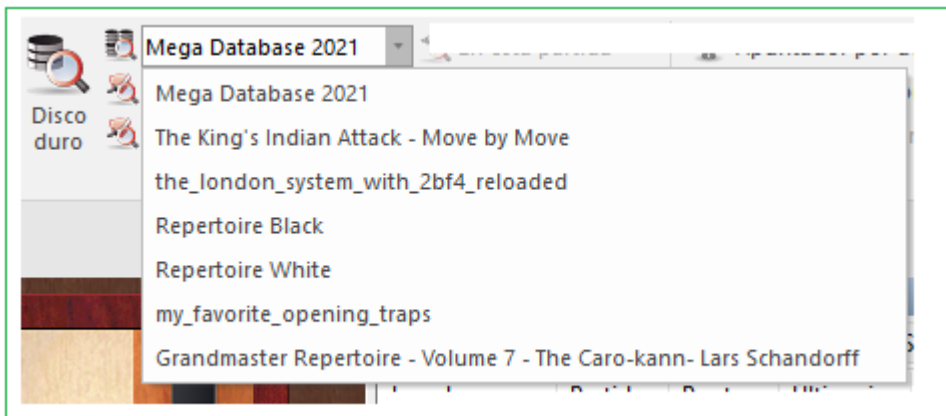 Mega Database 2021
Disco
duro
Mega Database 2021
The King's Indian Attack - Move by Move
the_london_system_with_2bf4_reloaded
Repertoire Black
Repertoire White
my_favorite_opening_traps
Grandmaster Repertoire - Volume 7 - The Caro-kann- Lars Schandorff